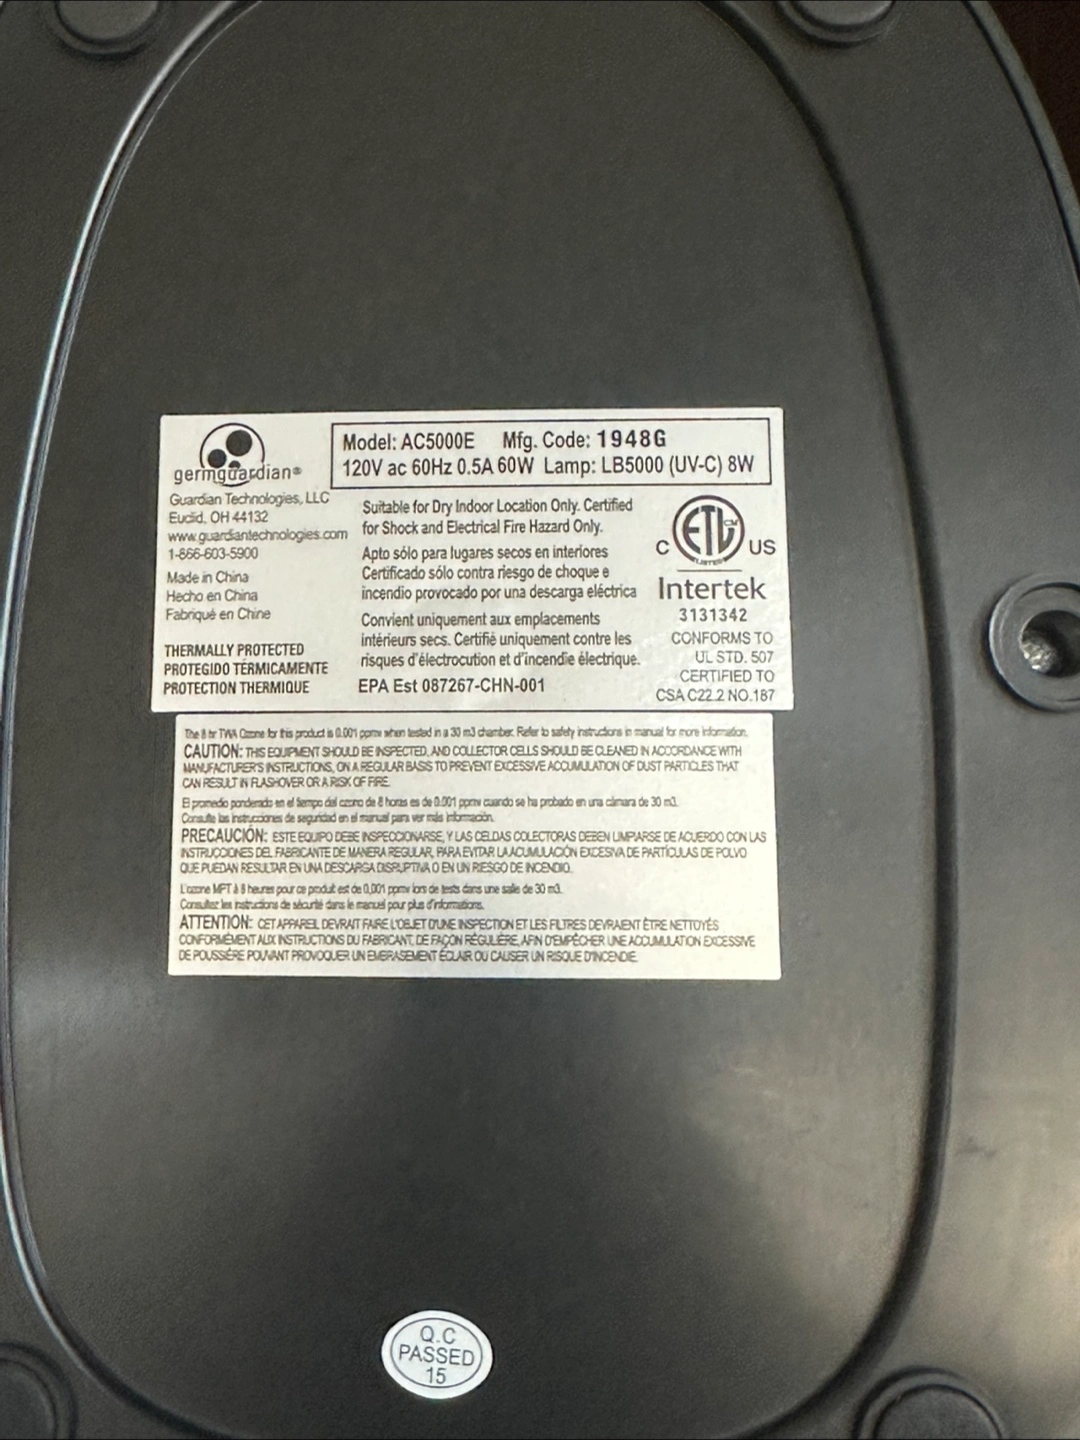 germguardian®
Model: AC5000E Mfg. Code: 1948G
120V ac 60Hz 0.5A 60W Lamp: LB5000 (UV-C) 8W
Guardian Technologies, LLC
Euclid, OH 44132
www.guardiantechnologies.com
1-866-603-5900
Made in China
Hecho en China
Fabriqué en Chine
THERMALLY PROTECTED
PROTEGIDO TÉRMICAMENTE
PROTECTION THERMIQUE
Suitable for Dry Indoor Location Only. Certified
for Shock and Electrical Fire Hazard Only.
Apto sólo para lugares secos en interiores
Certificado sólo contra riesgo de choque e
incendio provocado por una descarga eléctrica
Convient uniquement aux emplacements
intérieurs secs. Certifié uniquement contre les
risques d'électrocution et d'incendie électrique.
EPA Est 087267-CHN-001
ETL CM
LISTED
C US
Intertek
3131342
CONFORMS TO
UL STD. 507
CERTIFIED TO
CSA C22.2 NO.187
The 8 hr TWA Ozone for this product is 0.001 ppmv when tested in a 30 m3 chamber. Refer to safety instructions in manual for more information.
CAUTION: THIS EQUIPMENT SHOULD BE INSPECTED, AND COLLECTOR CELLS SHOULD BE CLEANED IN ACCORDANCE WITH
MANUFACTURER'S INSTRUCTIONS, ON A REGULAR BASIS TO PREVENT EXCESSIVE ACCUMULATION OF DUST PARTICLES THAT
CAN RESULT IN FLASHOVER OR A RISK OF FIRE.
El promedio ponderado en el tiempo del ozono de 8 horas es de 0.001 ppmv cuando se ha probado en una cámara de 30 m3.
Consulte las instrucciones de seguridad en el manual para ver más información.
PRECAUCIÓN: ESTE EQUIPO DEBE INSPECCIONARSE, Y LAS CELDAS COLECTORAS DEBEN LIMPIARSE DE ACUERDO CON LAS
INSTRUCCIONES DEL FABRICANTE DE MANERA REGULAR, PARA EVITAR LA ACUMULACIÓN EXCESIVA DE PARTÍCULAS DE POLVO
QUE PUEDAN RESULTAR EN UNA DESCARGA DISRUPTIVA O EN UN RIESGO DE INCENDIO.
L'ozone MPT à 8 heures pour ce produit est de 0,001 ppmv lors de tests dans une salle de 30 m3.
Consultez les instructions de sécurité dans le manuel pour plus d'informations.
ATTENTION: CET APPAREIL DEVRAIT FAIRE L'OBJET D'UNE INSPECTION ET LES FILTRES DEVRAIENT ÊTRE NETTOYÉS
CONFORMÉMENT AUX INSTRUCTIONS DU FABRICANT, DE FAÇON RÉGULIÈRE, AFIN D'EMPÊCHER UNE ACCUMULATION EXCESSIVE
DE POUSSIÈRE POUVANT PROVOQUER UN EMBRASEMENT ÉCLAIR OU CAUSER UN RISQUE D'INCENDIE.
Q.C
PASSED
15